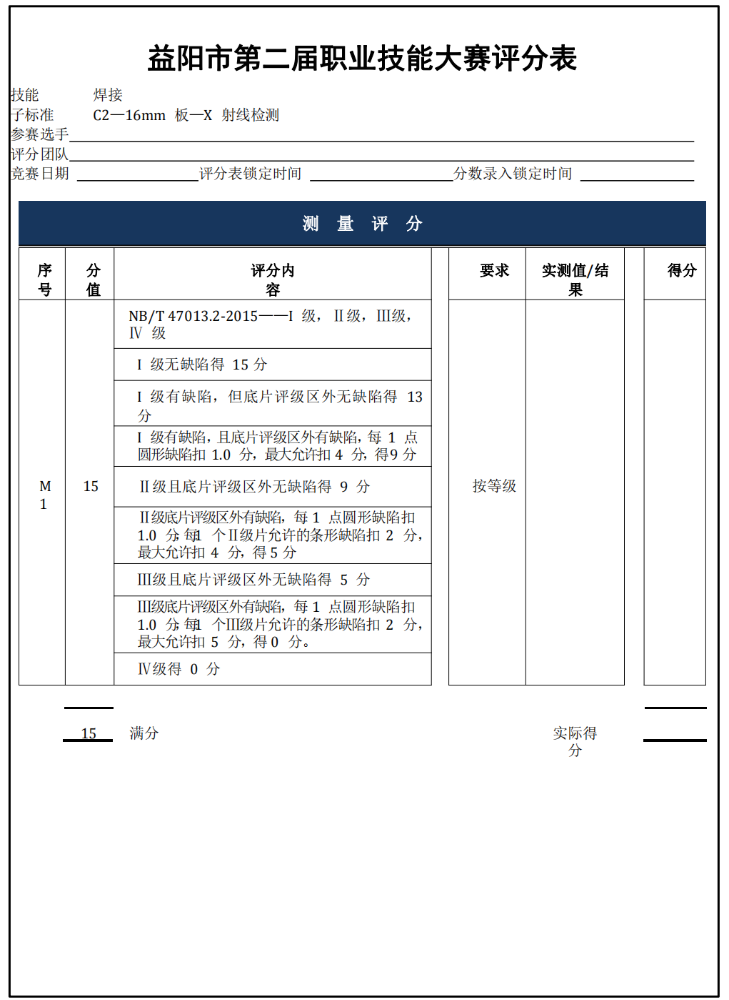 益阳市第二届职业技能大赛评分表
技能 焊接
子标准 C2—16mm 板—X 射线检测
参赛选手
评分团队
竞赛日期 评分表锁定时间 分数录入锁定时间
测 量 评 分
序号 分值 评分内容 要求 实测值/结果 得分
NB/T 47013.2-2015——I 级，Ⅱ级，Ⅲ级，
Ⅳ 级
I 级无缺陷得 15 分
I 级有缺陷，但底片评级区外无缺陷得 13
分
I 级有缺陷，且底片评级区外有缺陷，每 1 点
圆形缺陷扣 1.0 分，最大允许扣 4 分，得9 分
M1 15 Ⅱ级且底片评级区外无缺陷得 9 分 按等级
Ⅱ级底片评级区外有缺陷，每 1 点圆形缺陷扣
1.0 分；每1 个Ⅱ级片允许的条形缺陷扣 2 分，
最大允许扣 4 分，得 5 分
Ⅲ级且底片评级区外无缺陷得 5 分
Ⅲ级底片评级区外有缺陷，每 1 点圆形缺陷扣
1.0 分；每1 个Ⅲ级片允许的条形缺陷扣 2 分，
最大允许扣 5 分，得 0 分。
Ⅳ级得 0 分
15 满分 实际得
分